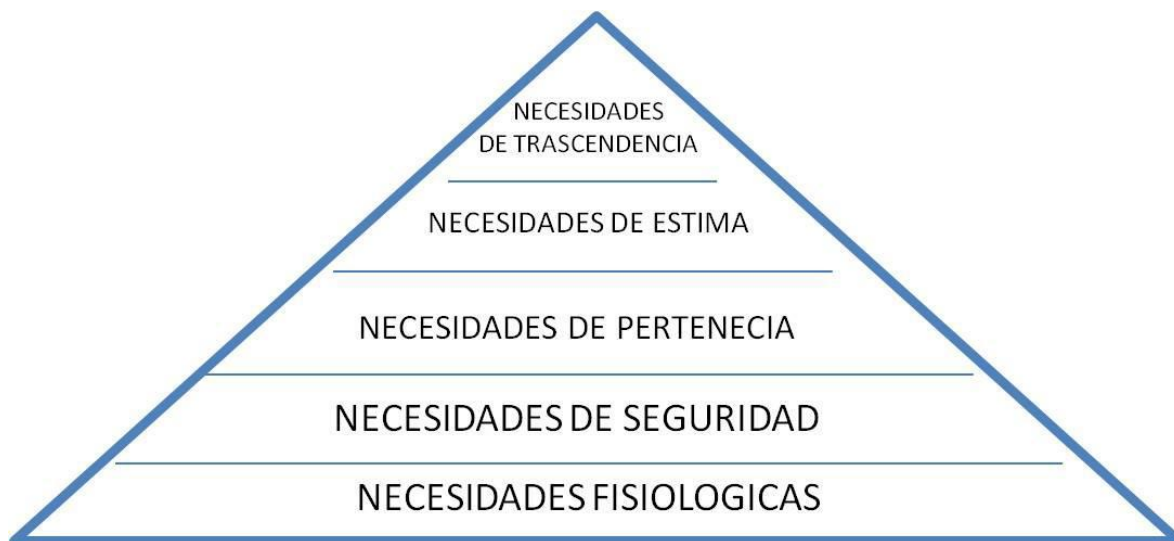 NECESIDADES
DE TRASCENDENCIA
NECESIDADES DE ESTIMA
NECESIDADES DE PERTENECIA
NECESIDADES DE SEGURIDAD
NECESIDADES FISIOLOGICAS